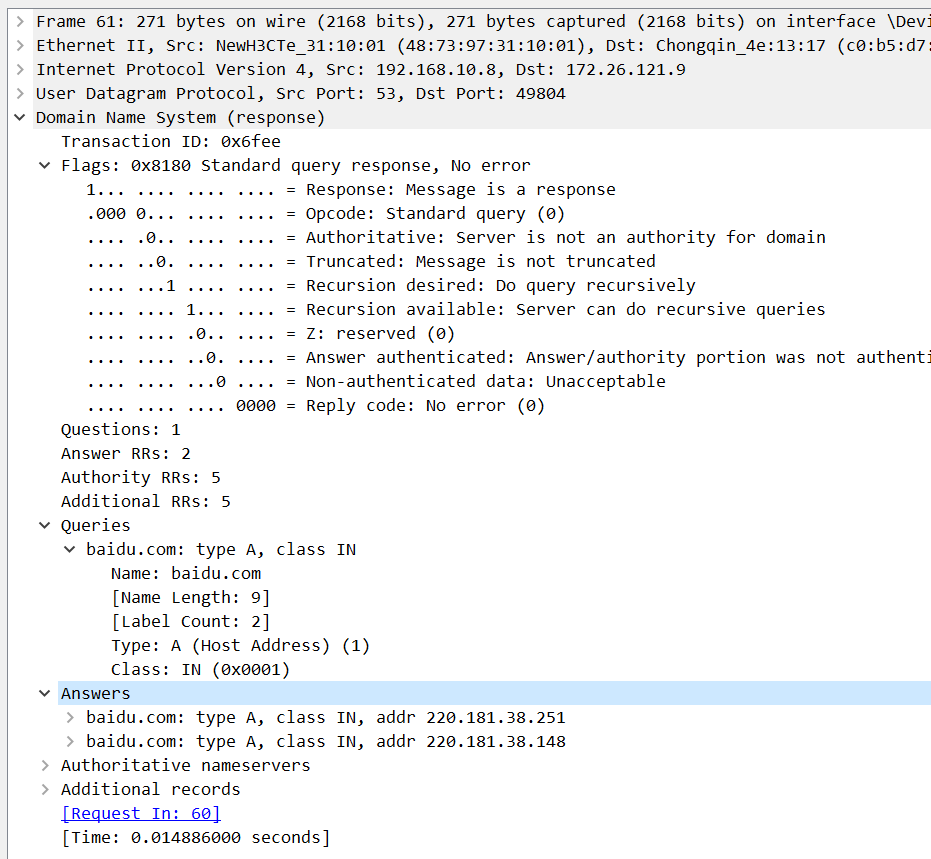 Frame 61: 271 bytes on wire (2168 bits), 271 bytes captured (2168 bits) on interface \Devi
Ethernet II, Src: NewH3CTe_31:10:01 (48:73:97:31:10:01), Dst: Chongqin_4e:13:17 (c0:b5:d7:
Internet Protocol Version 4, Src: 192.168.10.8, Dst: 172.26.121.9
User Datagram Protocol, Src Port: 53, Dst Port: 49804
Domain Name System (response)
Transaction ID: 0x6fee
Flags: 0x8180 Standard query response, No error
1... .... .... .... = Response: Message is a response
.000 0... .... .... = Opcode: Standard query (0)
.... .0.. .... .... = Authoritative: Server is not an authority for domain
.... ..0. .... .... = Truncated: Message is not truncated
.... ...1 .... .... = Recursion desired: Do query recursively
.... .... 1... .... = Recursion available: Server can do recursive queries
.... .... .0.. .... = Z: reserved (0)
.... .... ..0. .... = Answer authenticated: Answer/authority portion was not authenti
.... .... ...0 .... = Non-authenticated data: Unacceptable
.... .... .... 0000 = Reply code: No error (0)
Questions: 1
Answer RRs: 2
Authority RRs: 5
Additional RRs: 5
Queries
baidu.com: type A, class IN
Name: baidu.com
[Name Length: 9]
[Label Count: 2]
Type: A (Host Address) (1)
Class: IN (0x0001)
Answers
baidu.com: type A, class IN, addr 220.181.38.251
baidu.com: type A, class IN, addr 220.181.38.148
Authoritative nameservers
Additional records
[Request In: 60]
[Time: 0.014886000 seconds]